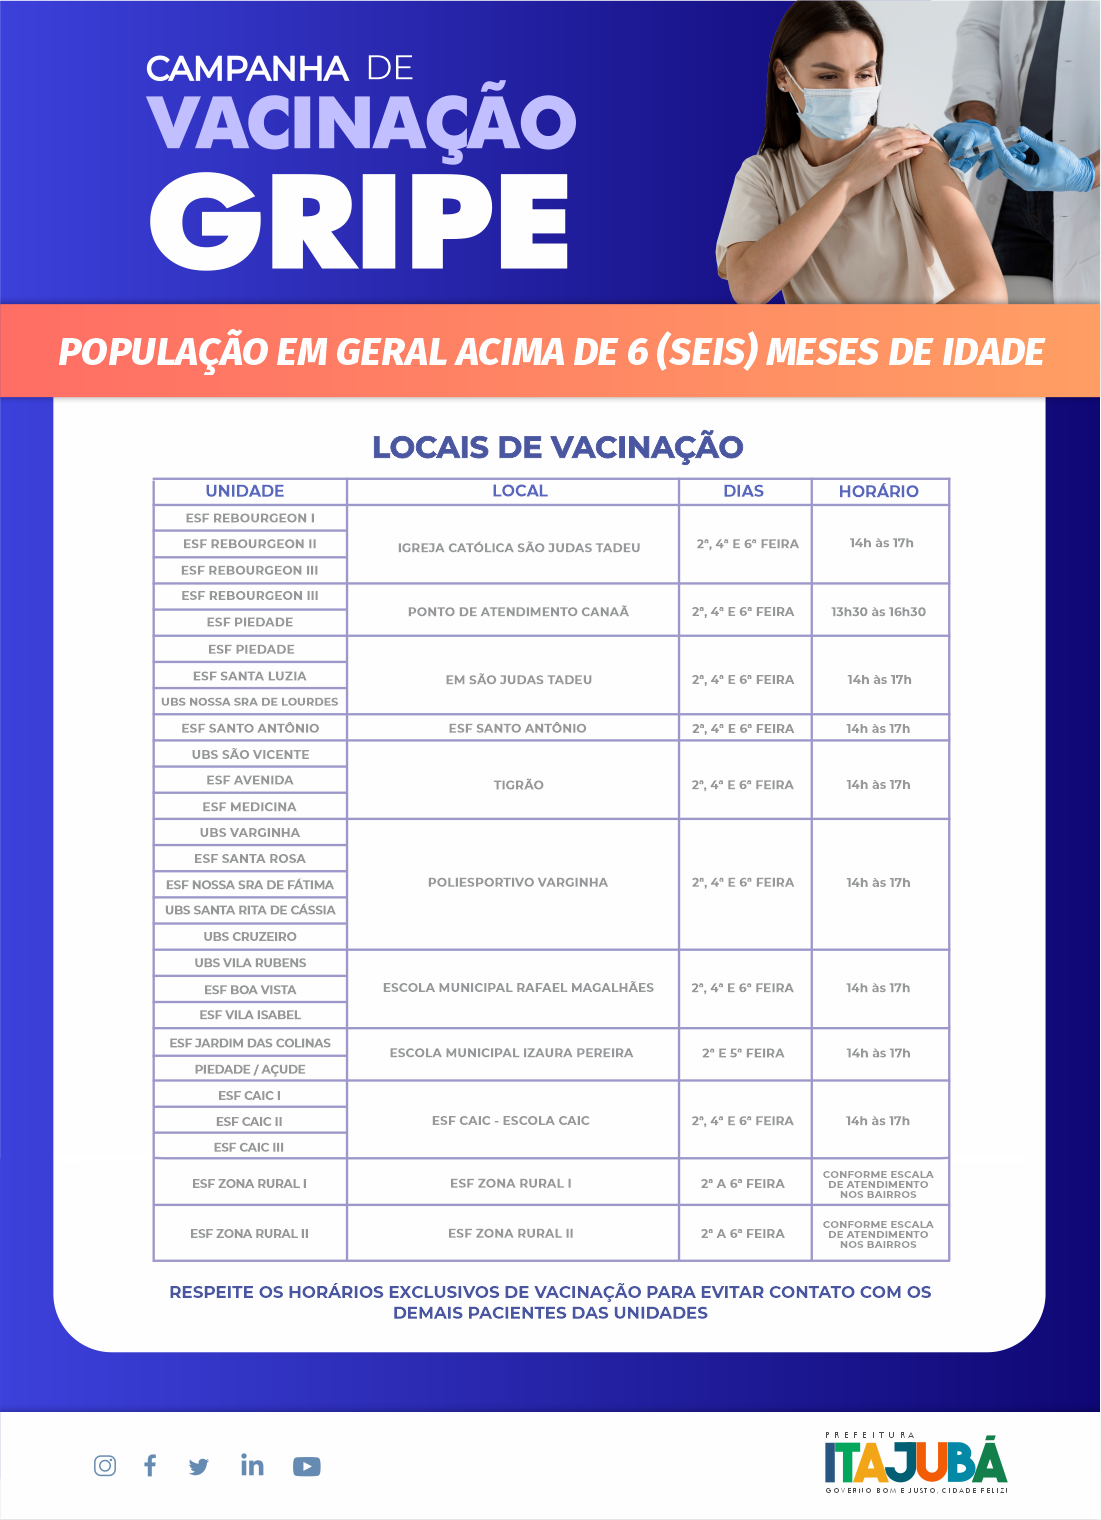 CAMPANHA DE
VACINAÇÃO
GRIPE
POPULAÇÃO EM GERAL ACIMA DE 6 (SEIS) MESES DE IDADE
LOCAIS DE VACINAÇÃO
UNIDADE LOCAL DIAS HORÁRIO
ESF REBOURGEON I
ESF REBOURGEON II
ESF REBOURGEON III
IGREJA CATÓLICA SÃO JUDAS TADEU 2ª, 4ª E 6ª FEIRA 14h às 17h
ESF REBOURGEON III
ESF PIEDADE
PONTO DE ATENDIMENTO CANAÃ 2ª, 4ª E 6ª FEIRA 13h30 às 16h30
ESF PIEDADE
ESF SANTA LUZIA
UBS NOSSA SRA DE LOURDES
EM SÃO JUDAS TADEU 2ª, 4ª E 6ª FEIRA 14h às 17h
ESF SANTO ANTÔNIO ESF SANTO ANTÔNIO 2ª, 4ª E 6ª FEIRA 14h às 17h
UBS SÃO VICENTE
ESF AVENIDA
ESF MEDICINA
TIGRÃO 2ª, 4ª E 6ª FEIRA 14h às 17h
UBS VARGINHA
ESF SANTA ROSA
ESF NOSSA SRA DE FÁTIMA
UBS SANTA RITA DE CÁSSIA
UBS CRUZEIRO
POLIESPORTIVO VARGINHA 2ª, 4ª E 6ª FEIRA 14h às 17h
UBS VILA RUBENS
ESF BOA VISTA
ESF VILA ISABEL
ESCOLA MUNICIPAL RAFAEL MAGALHÃES 2ª, 4ª E 6ª FEIRA 14h às 17h
ESF JARDIM DAS COLINAS
PIEDADE / AÇUDE
ESCOLA MUNICIPAL IZAURA PEREIRA 2ª E 5ª FEIRA 14h às 17h
ESF CAIC I
ESF CAIC II
ESF CAIC III
ESF CAIC - ESCOLA CAIC 2ª, 4ª E 6ª FEIRA 14h às 17h
ESF ZONA RURAL I ESF ZONA RURAL I 2ª A 6ª FEIRA CONFORME ESCALA
DE ATENDIMENTO
NOS BAIRROS
ESF ZONA RURAL II ESF ZONA RURAL II 2ª A 6ª FEIRA CONFORME ESCALA
DE ATENDIMENTO
NOS BAIRROS
RESPEITE OS HORÁRIOS EXCLUSIVOS DE VACINAÇÃO PARA EVITAR CONTATO COM OS
DEMAIS PACIENTES DAS UNIDADES
PREFEITURA
ITAJUBÁ
GOVERNO BOM E JUSTO, CIDADE FELIZ!